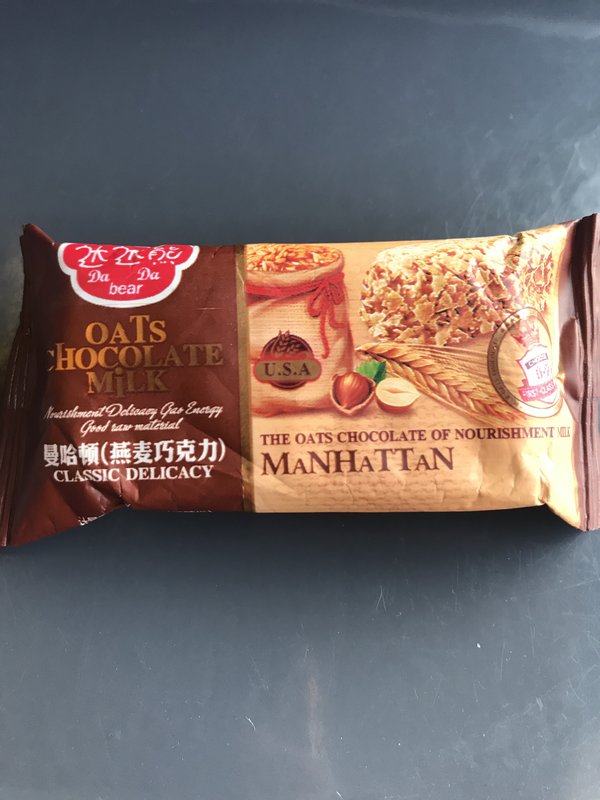 Da Da
bear
OATS
CHOCOLATE
MiLK
Nourishment Delicacy Gao Energy
Good raw material
曼哈顿(燕麦巧克力)
CLASSIC DELICACY
U.S.A
THE OATS CHOCOLATE OF NOURISHMENT MILK
MANHATTAN